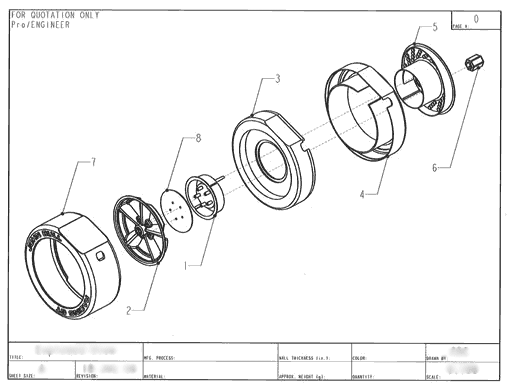 FOR QUOTATION ONLY
Pro/ENGINEER
0
PAGE #:
5
3
6
4
8
7
1
2
TITLE:
MFG. PROCESS:
WALL THICKNESS (in.):
COLOR:
DRAWN BY:
SHEET SIZE:
REVISION:
MATERIAL:
APPROX. WEIGHT (g):
QUANTITY:
SCALE: